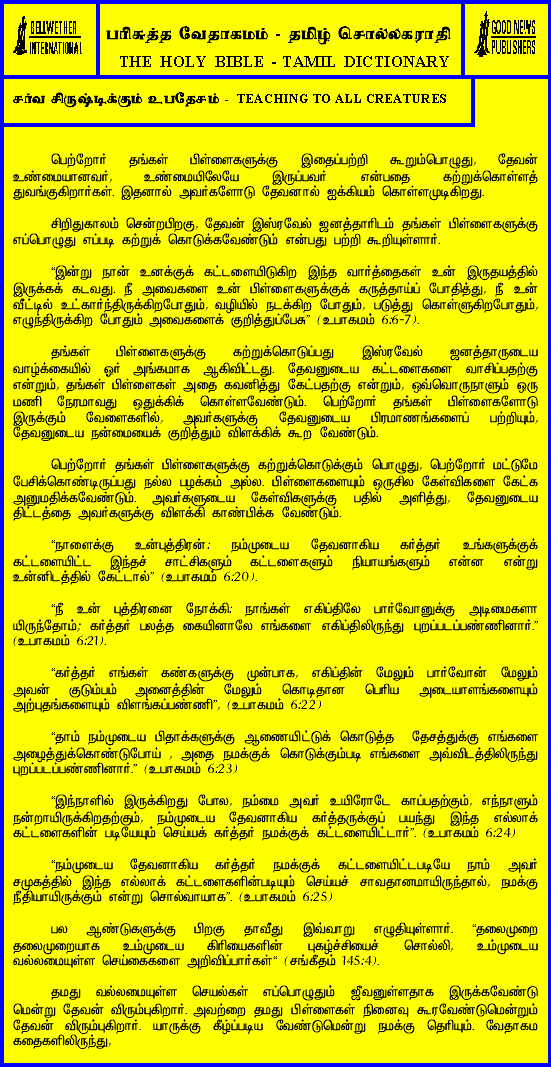 BELLWETHER
INTERNATIONAL
பரிசுத்த வேதாகமம் - தமிழ் சொல்லகராதி
THE HOLY BIBLE - TAMIL DICTIONARY
GOOD NEWS
PUBLISHERS
சர்வ சிருஷ்டிக்கும் உபதேசம் - TEACHING TO ALL CREATURES
பெற்றோர் தங்கள் பிள்ளைகளுக்கு இதைப்பற்றி கூறும்பொழுது, தேவன்
உண்மையானவர், உண்மையிலேயே இருப்பவர் என்பதை கற்றுக்கொள்ளத்
துவங்குகிறார்கள். இதனால் அவர்களோடு தேவனால் ஐக்கியம் கொள்ளமுடிகிறது.
சிறிதுகாலம் சென்றபிறகு, தேவன் இஸ்ரவேல் ஜனத்தாரிடம் தங்கள் பிள்ளைகளுக்கு
எப்பொழுது எப்படி கற்றுக் கொடுக்கவேண்டும் என்பது பற்றி கூறியுள்ளார்.
“இன்று நான் உனக்குக் கட்டளையிடுகிற இந்த வார்த்தைகள் உன் இருதயத்தில்
இருக்கக் கடவது. நீ அவைகளை உன் பிள்ளைகளுக்குக் கருத்தாய்ப் போதித்து, நீ உன்
வீட்டில் உட்கார்ந்திருக்கிறபோதும், வழியில் நடக்கிற போதும், படுத்து கொள்ளுகிறபோதும்,
எழுந்திருக்கிற போதும் அவைகளைக் குறித்துப்பேசு” (உபாகமம் 6:6-7).
தங்கள் பிள்ளைகளுக்கு கற்றுக்கொடுப்பது இஸ்ரவேல் ஜனத்தாருடைய
வாழ்க்கையில் ஓர் அங்கமாக ஆகிவிட்டது. தேவனுடைய கட்டளைகளை வாசிப்பதற்கு
என்றும், தங்கள் பிள்ளைகள் அதை கவனித்து கேட்பதற்கு என்றும், ஒவ்வொருநாளும் ஒரு
மணி நேரமாவது ஒதுக்கிக் கொள்ளவேண்டும். பெற்றோர் தங்கள் பிள்ளைகளோடு
இருக்கும் வேளைகளில், அவர்களுக்கு தேவனுடைய பிரமாணங்களைப் பற்றியும்,
தேவனுடைய நன்மையைக் குறித்தும் விளக்கிக் கூற வேண்டும்.
பெற்றோர் தங்கள் பிள்ளைகளுக்கு கற்றுக்கொடுக்கும் பொழுது, பெற்றோர் மட்டுமே
பேசிக்கொண்டிருப்பது நல்ல பழக்கம் அல்ல. பிள்ளைகளையும் ஒருசில கேள்விகளை கேட்க
அனுமதிக்கவேண்டும். அவர்களுடைய கேள்விகளுக்கு பதில் அளித்து, தேவனுடைய
திட்டத்தை அவர்களுக்கு விளக்கி காண்பிக்க வேண்டும்.
“நாளைக்கு உன்புத்திரன்: நம்முடைய தேவனாகிய கர்த்தர் உங்களுக்குக்
கட்டளையிட்ட இந்தச் சாட்சிகளும் கட்டளைகளும் நியாயங்களும் என்ன என்று
உன்னிடத்தில் கேட்டால்” (உபாகமம் 6:20).
“நீ உன் புத்திரனை நோக்கி: நாங்கள் எகிப்திலே பார்வோனுக்கு அடிமைகளா
யிருந்தோம்; கர்த்தர் பலத்த கையினாலே எங்களை எகிப்திலிருந்து புறப்படப்பண்ணினார்.”
(உபாகமம் 6:21).
“கர்த்தர் எங்கள் கண்களுக்கு முன்பாக, எகிப்தின் மேலும் பார்வோன் மேலும்
அவன் குடும்பம் அனைத்தின் மேலும் கொடிதான பெரிய அடையாளங்களையும்
அற்புதங்களையும் விளங்கப்பண்ணி”, (உபாகமம் 6:22)
“தாம் நம்முடைய பிதாக்களுக்கு ஆணையிட்டுக் கொடுத்த தேசத்துக்கு எங்களை
அழைத்துக்கொண்டுபோய் , அதை நமக்குக் கொடுக்கும்படி எங்களை அவ்விடத்திலிருந்து
புறப்படப்பண்ணினார்.” (உபாகமம் 6:23)
“இந்நாளில் இருக்கிறது போல, நம்மை அவர் உயிரோடே காப்பதற்கும், எந்நாளும்
நன்றாயிருக்கிறதற்கும், நம்முடைய தேவனாகிய கர்த்தருக்குப் பயந்து இந்த எல்லாக்
கட்டளைகளின் படியேயும் செய்யக் கர்த்தர் நமக்குக் கட்டளையிட்டார்”. (உபாகமம் 6:24)
“நம்முடைய தேவனாகிய கர்த்தர் நமக்குக் கட்டளையிட்டபடியே நாம் அவர்
சமுகத்தில் இந்த எல்லாக் கட்டளைகளின்படியும் செய்யச் சாவதானமாயிருந்தால், நமக்கு
நீதியாயிருக்கும் என்று சொல்வாயாக”. (உபாகமம் 6:25)
பல ஆண்டுகளுக்கு பிறகு தாவீது இவ்வாறு எழுதியுள்ளார். “தலைமுறை
தலைமுறையாக உம்முடைய கிரியைகளின் புகழ்ச்சியைச் சொல்லி, உம்முடைய
வல்லமையுள்ள செய்கைகளை அறிவிப்பார்கள்“ (சங்கீதம் 145:4).
தமது வல்லமையுள்ள செயல்கள் எப்பொழுதும் ஜீவனுள்ளதாக இருக்கவேண்டு
மென்று தேவன் விரும்புகிறார். அவற்றை தமது பிள்ளைகள் நினைவு கூரவேண்டுமென்றும்
தேவன் விரும்புகிறார். யாருக்கு கீழ்ப்படிய வேண்டுமென்று நமக்கு தெரியும். வேதாகம
கதைகளிலிருந்து,